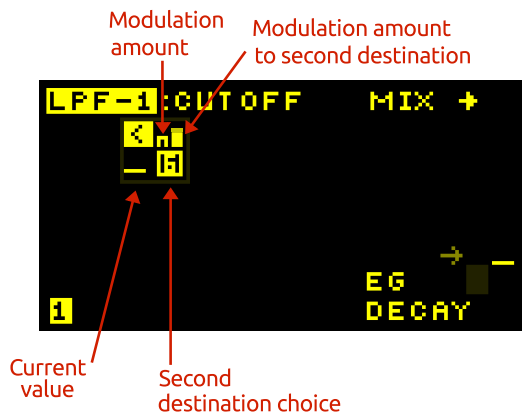 Modulation
amount
Modulation amount
to second destination
LPF-1:CUTOFF MIX →
<
EG
1
DECAY
Current
value
Second
destination choice